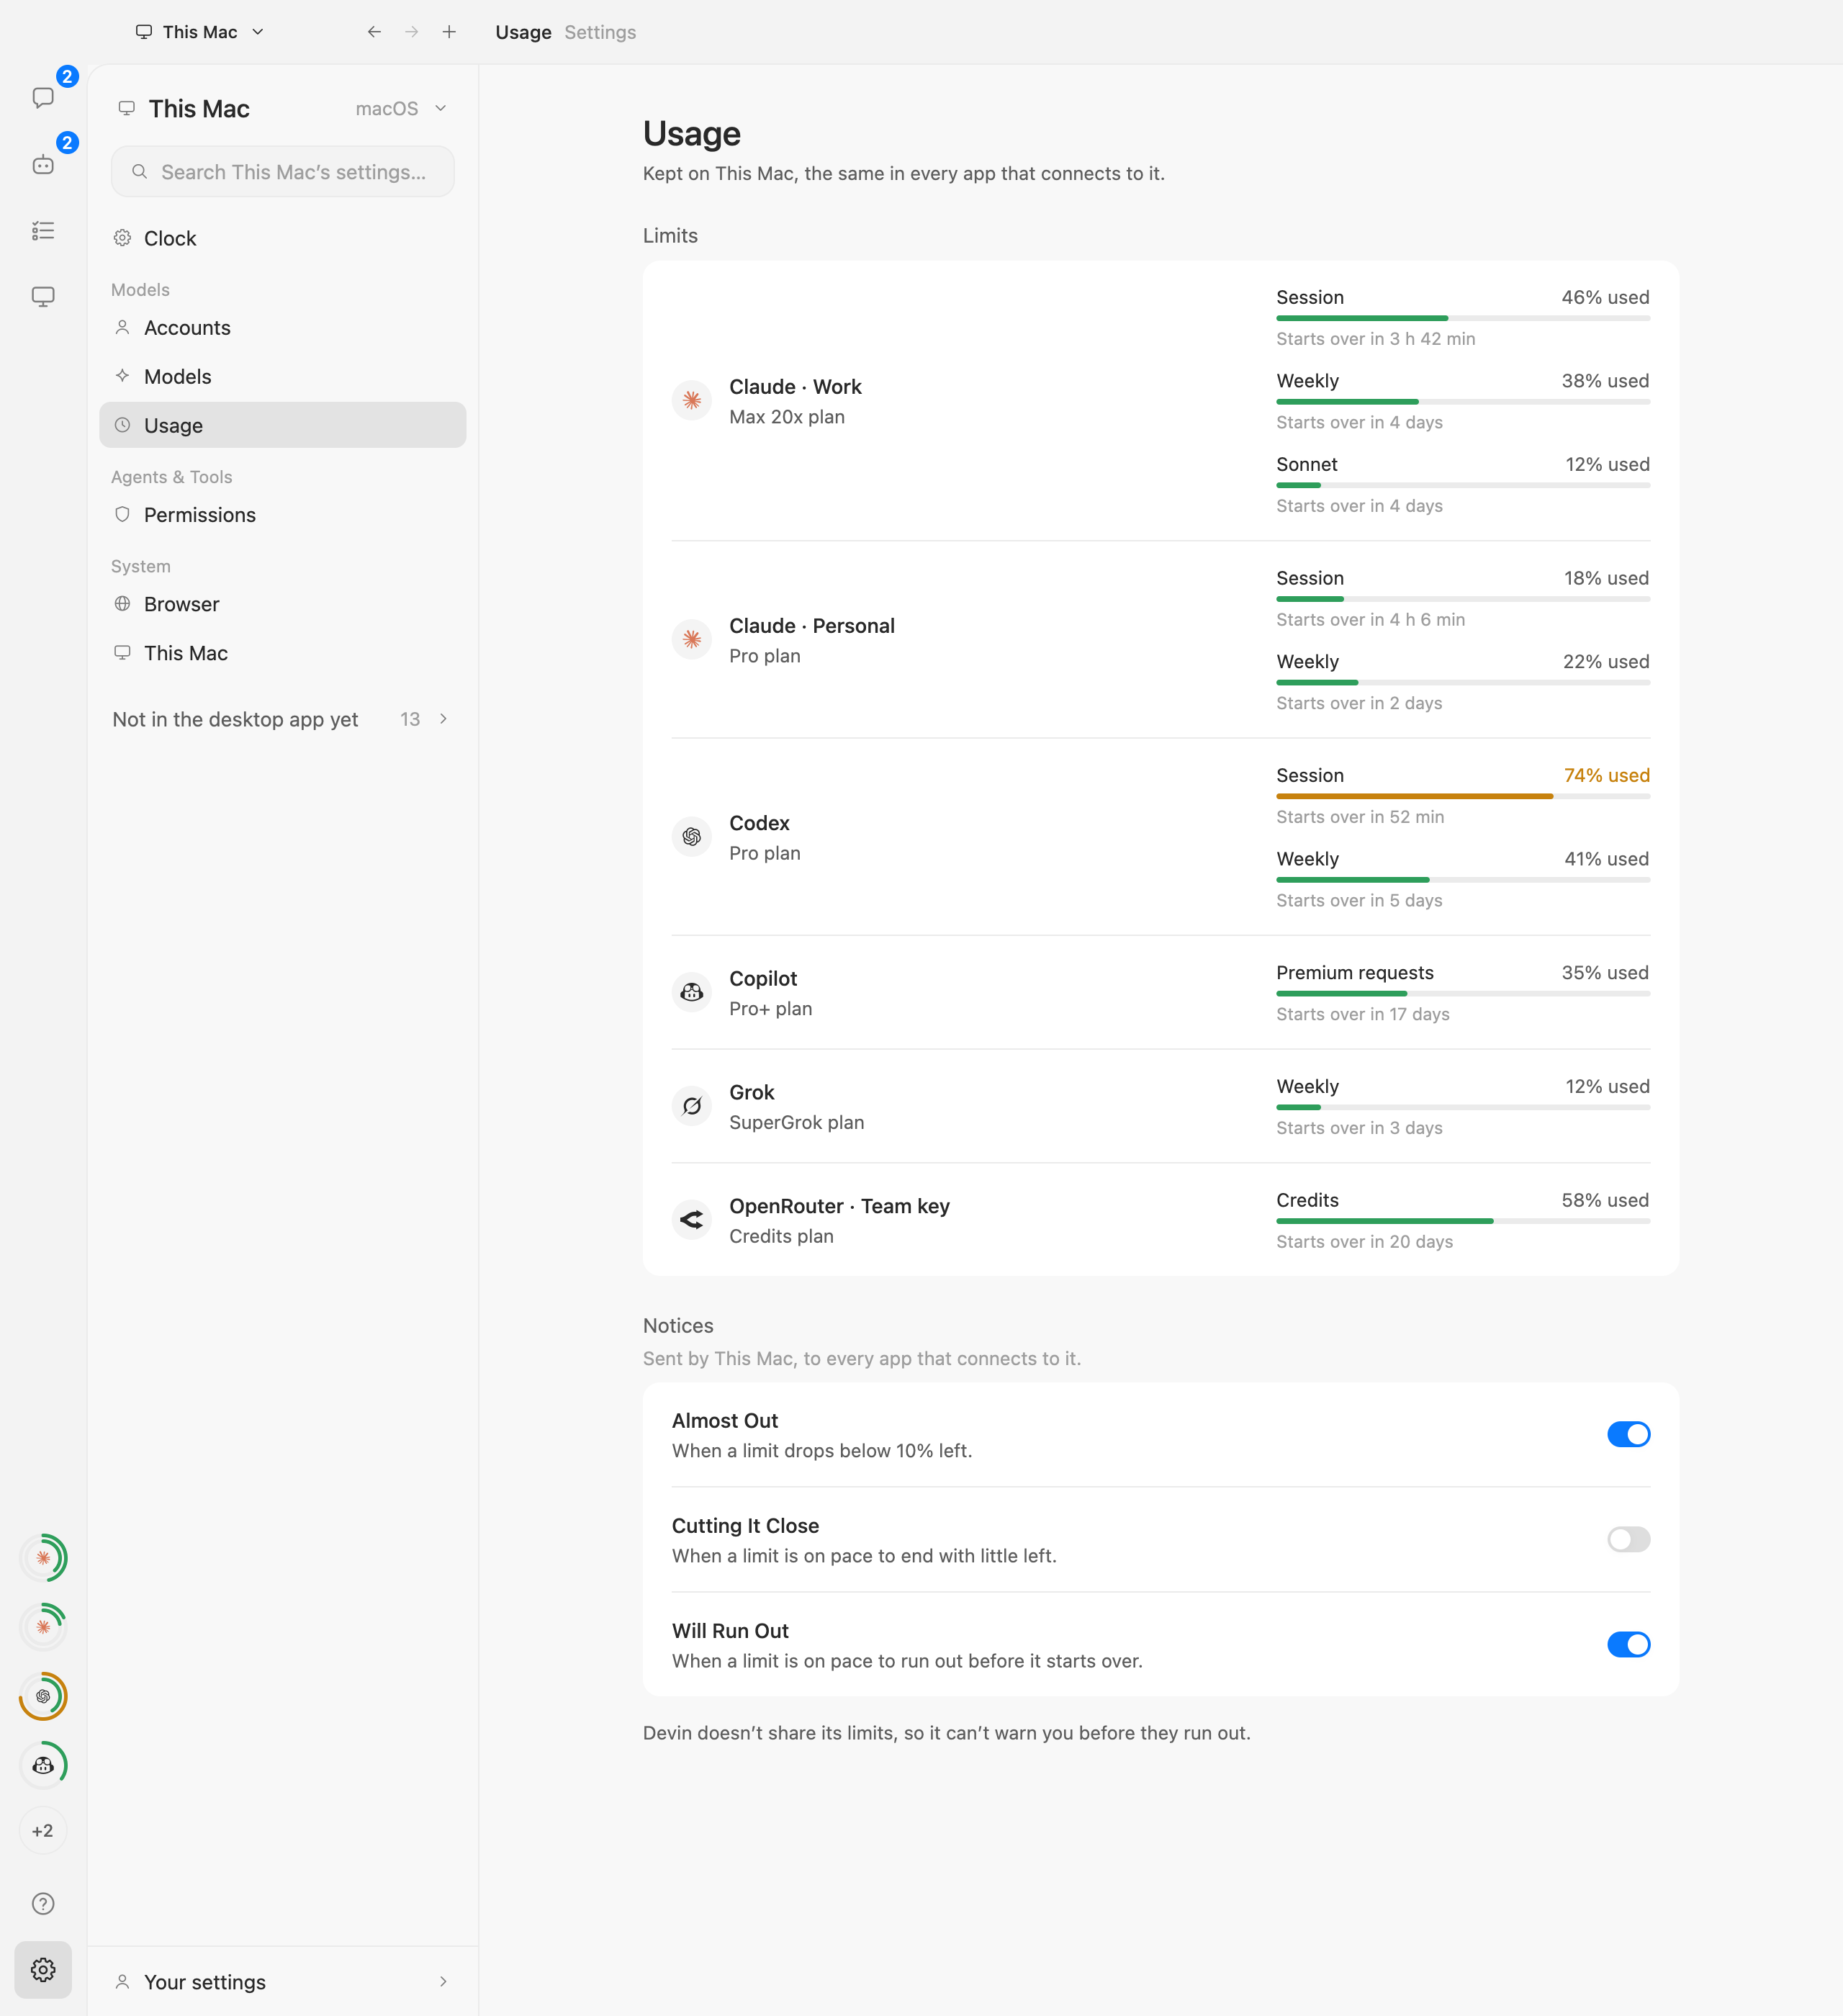 This Mac
Usage Settings
2
2
This Mac
macOS
Search This Mac’s settings...
Clock
Models
Accounts
Models
Usage
Agents & Tools
Permissions
System
Browser
This Mac
Not in the desktop app yet 13
+2
Your settings
Usage
Kept on This Mac, the same in every app that connects to it.
Limits
Claude · Work
Max 20x plan
Session 46% used
Starts over in 3 h 42 min
Weekly 38% used
Starts over in 4 days
Sonnet 12% used
Starts over in 4 days
Claude · Personal
Pro plan
Session 18% used
Starts over in 4 h 6 min
Weekly 22% used
Starts over in 2 days
Codex
Pro plan
Session 74% used
Starts over in 52 min
Weekly 41% used
Starts over in 5 days
Copilot
Pro+ plan
Premium requests 35% used
Starts over in 17 days
Grok
SuperGrok plan
Weekly 12% used
Starts over in 3 days
OpenRouter · Team key
Credits plan
Credits 58% used
Starts over in 20 days
Notices
Sent by This Mac, to every app that connects to it.
Almost Out
When a limit drops below 10% left.
Cutting It Close
When a limit is on pace to end with little left.
Will Run Out
When a limit is on pace to run out before it starts over.
Devin doesn’t share its limits, so it can’t warn you before they run out.